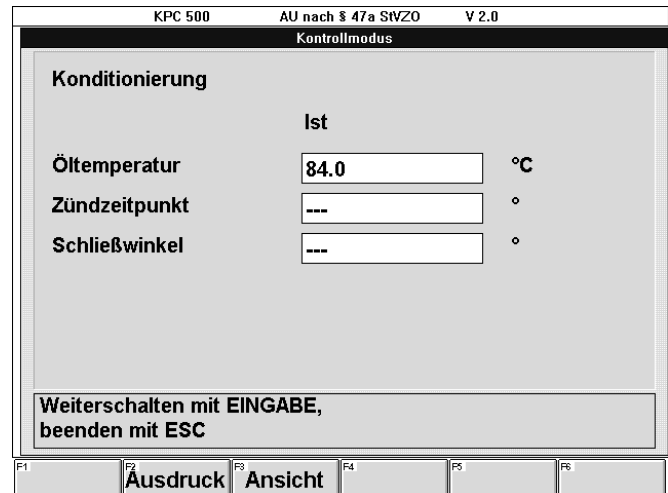 KPC 500 AU nach § 47a StVZO V 2.0
Kontrollmodus
Konditionierung
Ist
Öltemperatur 84.0 °C
Zündzeitpunkt --- °
Schließwinkel --- °
Weiterschalten mit EINGABE,
beenden mit ESC
F1 F2 Ausdruck F3 Ansicht F4 F5 F6